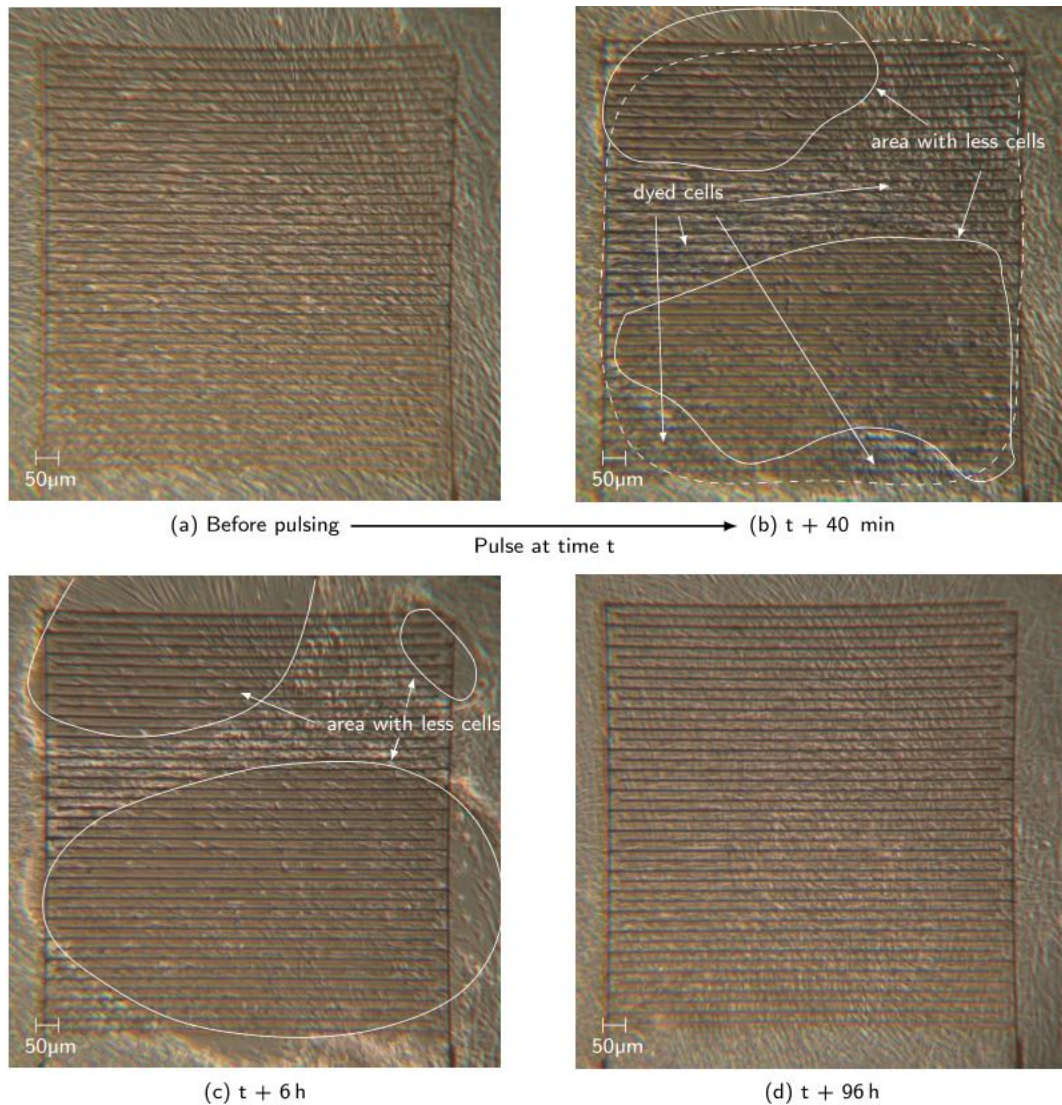 area with less cells
dyed cells
50µm
50µm
(a) Before pulsing
(b) t + 40 min
Pulse at time t
area with less cells
50µm
50µm
(c) t + 6 h
(d) t + 96 h